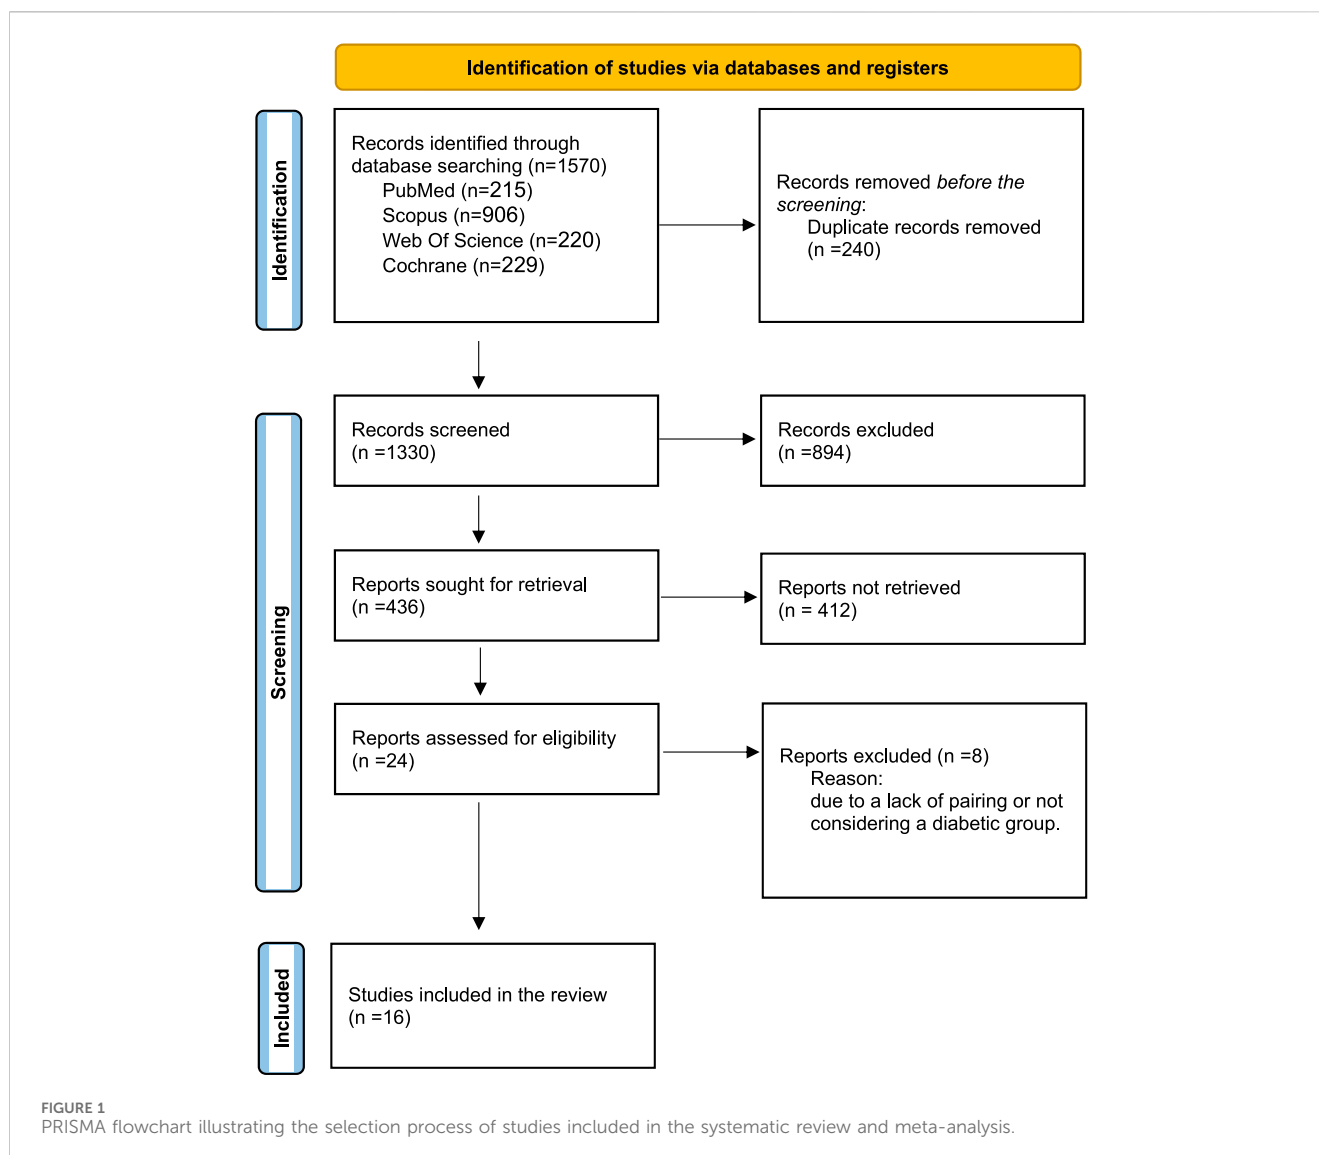 Identification of studies via databases and registers
Identification
Records identified through
database searching (n=1570)
PubMed (n=215)
Scopus (n=906)
Web Of Science (n=220)
Cochrane (n=229)
Records removed before the
screening:
Duplicate records removed
(n =240)
Screening
Records screened
(n =1330)
Records excluded
(n =894)
Reports sought for retrieval
(n =436)
Reports not retrieved
(n = 412)
Reports assessed for eligibility
(n =24)
Reports excluded (n =8)
Reason:
due to a lack of pairing or not
considering a diabetic group.
Included
Studies included in the review
(n =16)
FIGURE 1
PRISMA flowchart illustrating the selection process of studies included in the systematic review and meta-analysis.